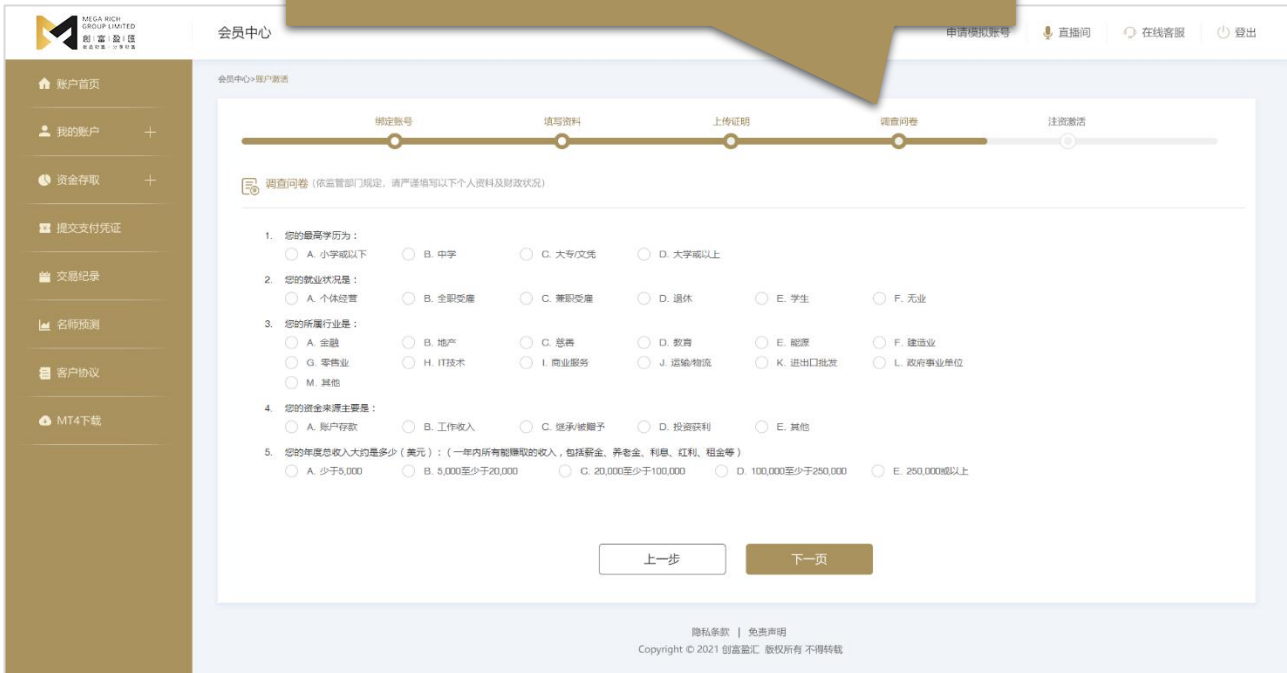 MEGA RICH
GROUP LIMITED
創|富|盈|匯
创造财富·分享财富
会员中心
申请模拟账号
直播间
在线客服
登出
账户首页
我的账户
资金存取
提交支付凭证
交易纪录
名师预测
客户协议
MT4下载
会员中心>账户激活
绑定账号 填写资料 上传证明 调查问卷 注资激活
调查问卷 (依监管部门规定,请严谨填写以下个人资料及财政状况)
1. 您的最高学历为:
A. 小学或以下 B. 中学 C. 大专/文凭 D. 大学或以上
2. 您的就业状况是:
A. 个体经营 B. 全职受雇 C. 兼职受雇 D. 退休 E. 学生 F. 无业
3. 您的所属行业是:
A. 金融 B. 地产 C. 慈善 D. 教育 E. 能源 F. 建造业
G. 零售业 H. IT技术 I. 商业服务 J. 运输/物流 K. 进出口批发 L. 政府事业单位
M. 其他
4. 您的资金来源主要是:
A. 账户存款 B. 工作收入 C. 继承/被赠予 D. 投资获利 E. 其他
5. 您的年度总收入大约是多少(美元):(一年内所有能赚取的收入,包括薪金、养老金、利息、红利、租金等)
A. 少于5,000 B. 5,000至少于20,000 C. 20,000至少于100,000 D. 100,000至少于250,000 E. 250,000或以上
上一步 下一页
隐私条款 | 免责声明
Copyright © 2021 创富盈汇 版权所有 不得转载